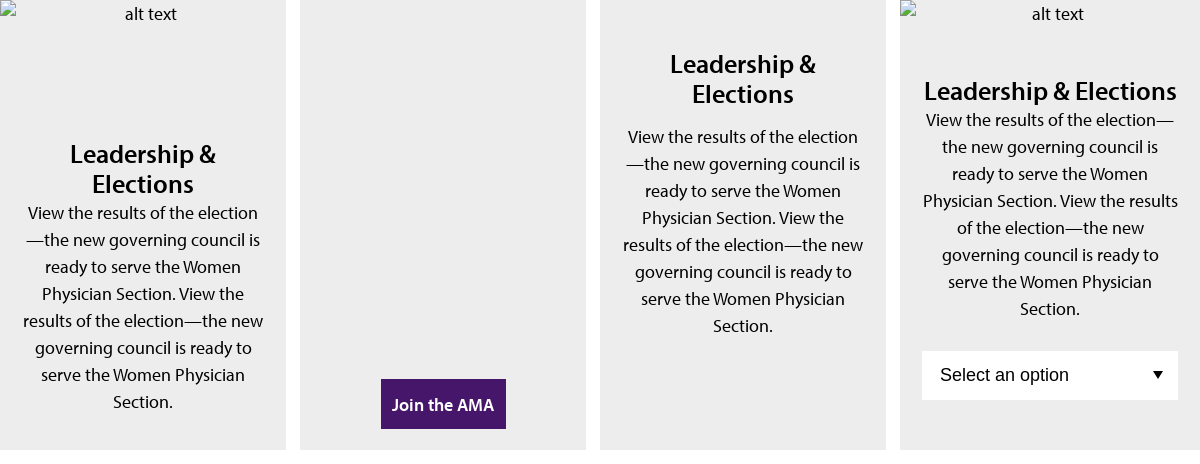 alt text
Leadership &
Elections
View the results of the election
—the new governing council is
ready to serve the Women
Physician Section. View the
results of the election—the new
governing council is ready to
serve the Women Physician
Section.
Join the AMA
Leadership &
Elections
View the results of the election
—the new governing council is
ready to serve the Women
Physician Section. View the
results of the election—the new
governing council is ready to
serve the Women Physician
Section.
alt text
Leadership & Elections
View the results of the election—
the new governing council is
ready to serve the Women
Physician Section. View the results
of the election—the new
governing council is ready to
serve the Women Physician
Section.
Select an option